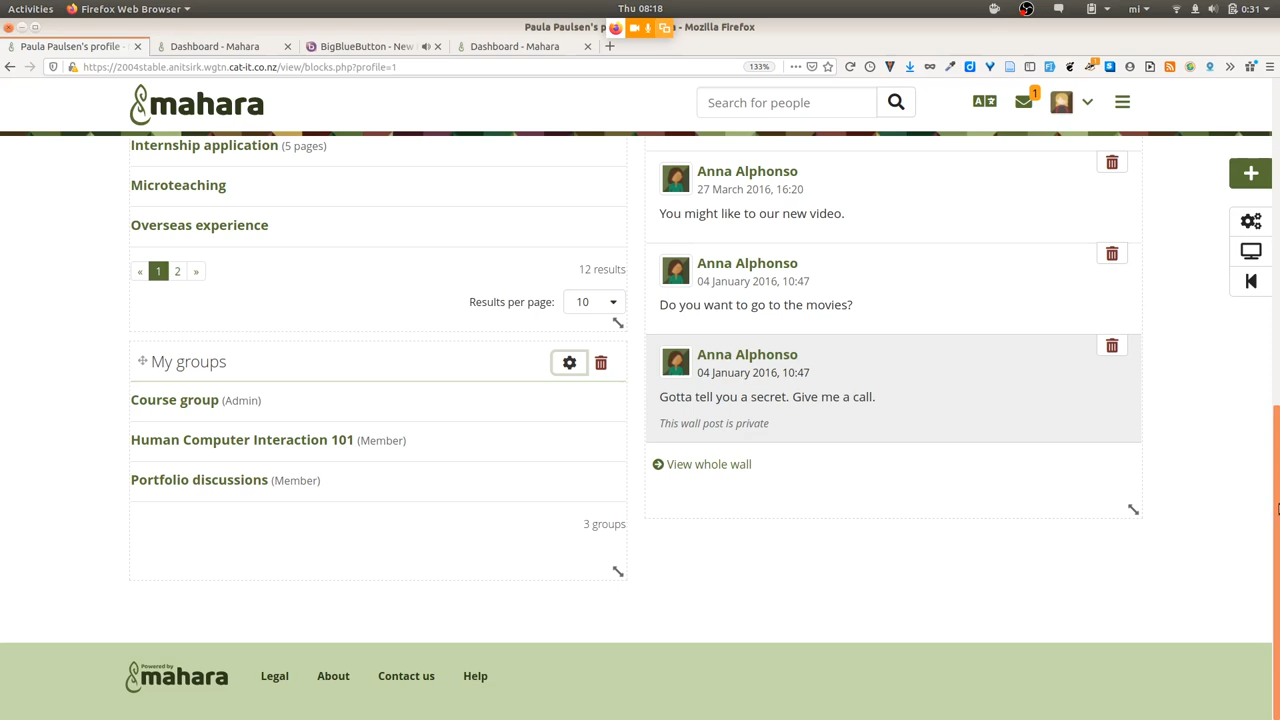 Activities
Firefox Web Browser
Thu 08:18
mi
0:31
Paula Paulsen's p
a - Mozilla Firefox
Paula Paulsen's profile -
Dashboard - Mahara
BigBlueButton - New
Dashboard - Mahara
https://2004stable.anitsirk.wgtn.cat-it.co.nz/view/blocks.php?profile=1
133%
mahara
Search for people
1
Internship application (5 pages)
Microteaching
Overseas experience
« 1 2 »
12 results
Results per page: 10
My groups
Course group (Admin)
Human Computer Interaction 101 (Member)
Portfolio discussions (Member)
3 groups
Anna Alphonso
27 March 2016, 16:20
You might like to our new video.
Anna Alphonso
04 January 2016, 10:47
Do you want to go to the movies?
Anna Alphonso
04 January 2016, 10:47
Gotta tell you a secret. Give me a call.
This wall post is private
View whole wall
Powered by
mahara
Legal
About
Contact us
Help